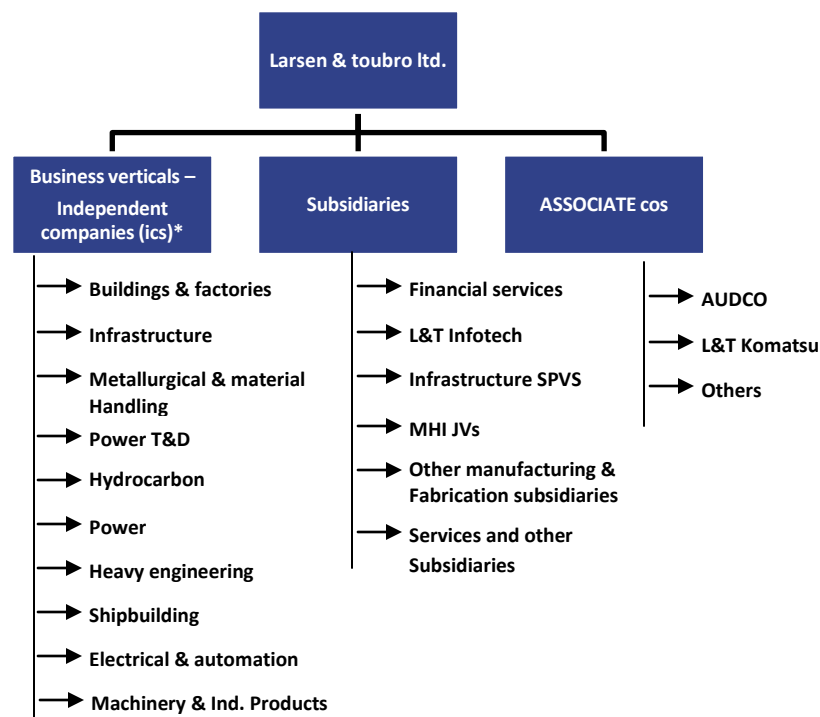 Larsen & toubro ltd.
Business verticals –
Independent
companies (ics)*
Subsidiaries
ASSOCIATE cos
Buildings & factories
Infrastructure
Metallurgical & material
Handling
Power T&D
Hydrocarbon
Power
Heavy engineering
Shipbuilding
Electrical & automation
Machinery & Ind. Products
Financial services
L&T Infotech
Infrastructure SPVS
MHI JVs
Other manufacturing &
Fabrication subsidiaries
Services and other
Subsidiaries
AUDCO
L&T Komatsu
Others